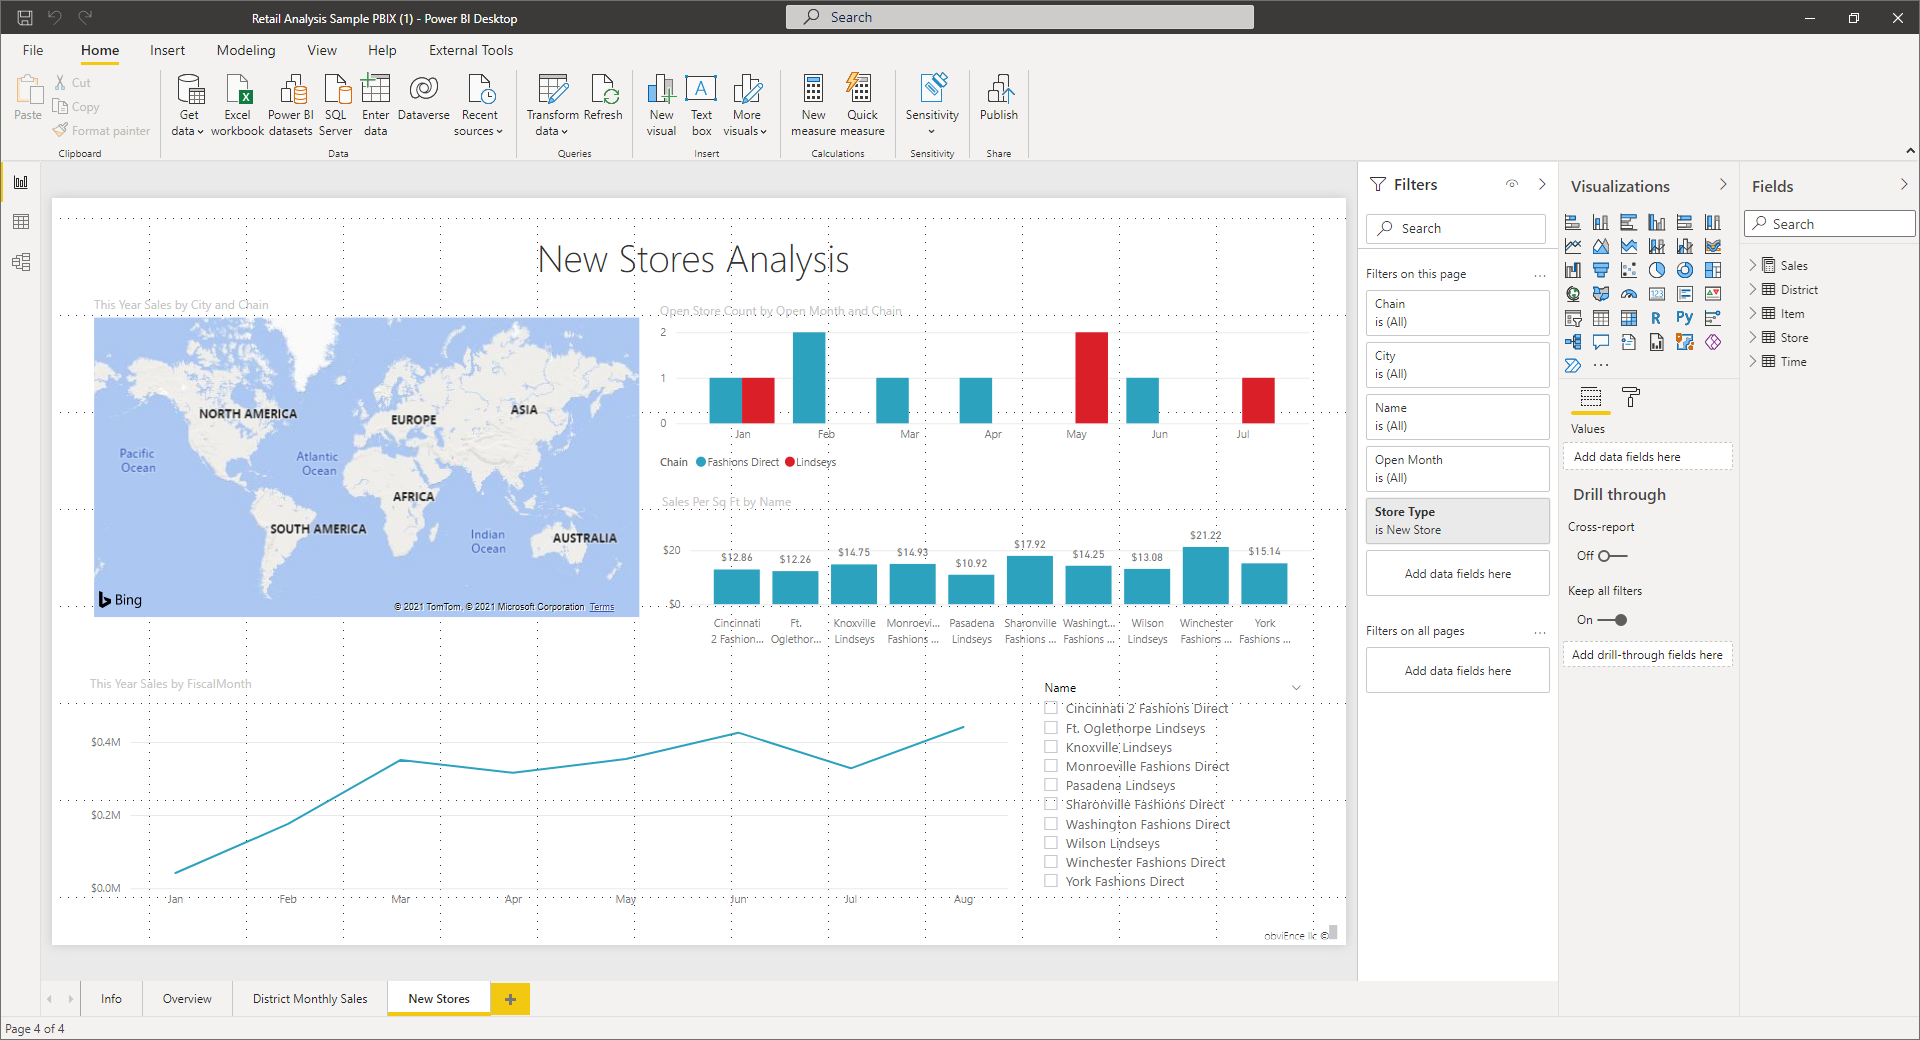 Retail Analysis Sample PBIX (1) - Power BI Desktop
Search
File
Home
Insert
Modeling
View
Help
External Tools
Paste
Cut
Copy
Format painter
Clipboard
Get data
Excel workbook
Power BI datasets
SQL Server
Enter data
Dataverse
Recent sources
Data
Transform data
Refresh
Queries
New visual
A
Text box
More visuals
Insert
New measure
Quick measure
Calculations
Sensitivity
Sensitivity
Publish
Share
New Stores Analysis
This Year Sales by City and Chain
NORTH AMERICA
EUROPE
ASIA
Pacific Ocean
Atlantic Ocean
AFRICA
SOUTH AMERICA
Indian Ocean
AUSTRALIA
Bing
© 2021 TomTom, © 2021 Microsoft Corporation Terms
Open Store Count by Open Month and Chain
2
1
0
Jan Feb Mar Apr May Jun Jul
Chain Fashions Direct Lindseys
Sales Per Sq Ft by Name
$20
$0
$12.86 $12.26 $14.75 $14.93 $10.92 $17.92 $14.25 $13.08 $21.22 $15.14
Cincinnati Ft. Knoxville Monroevi... Pasadena Sharonville Washingt... Wilson Winchester York
2 Fashion... Oglethor... Lindseys Fashions ... Lindseys Fashions ... Fashions ... Lindseys Fashions ... Fashions ...
This Year Sales by FiscalMonth
$0.4M
$0.2M
$0.0M
Jan Feb Mar Apr May Jun Jul Aug
Name
Cincinnati 2 Fashions Direct
Ft. Oglethorpe Lindseys
Knoxville Lindseys
Monroeville Fashions Direct
Pasadena Lindseys
Sharonville Fashions Direct
Washington Fashions Direct
Wilson Lindseys
Winchester Fashions Direct
York Fashions Direct
obviEnce llc ©
Filters
Search
Filters on this page
...
Chain
is (All)
City
is (All)
Name
is (All)
Open Month
is (All)
Store Type
is New Store
Add data fields here
Filters on all pages
...
Add data fields here
Visualizations
123
R
Py
...
Values
Add data fields here
Drill through
Cross-report
Off
Keep all filters
On
Add drill-through fields here
Fields
Search
Sales
District
Item
Store
Time
Info
Overview
District Monthly Sales
New Stores
+
Page 4 of 4